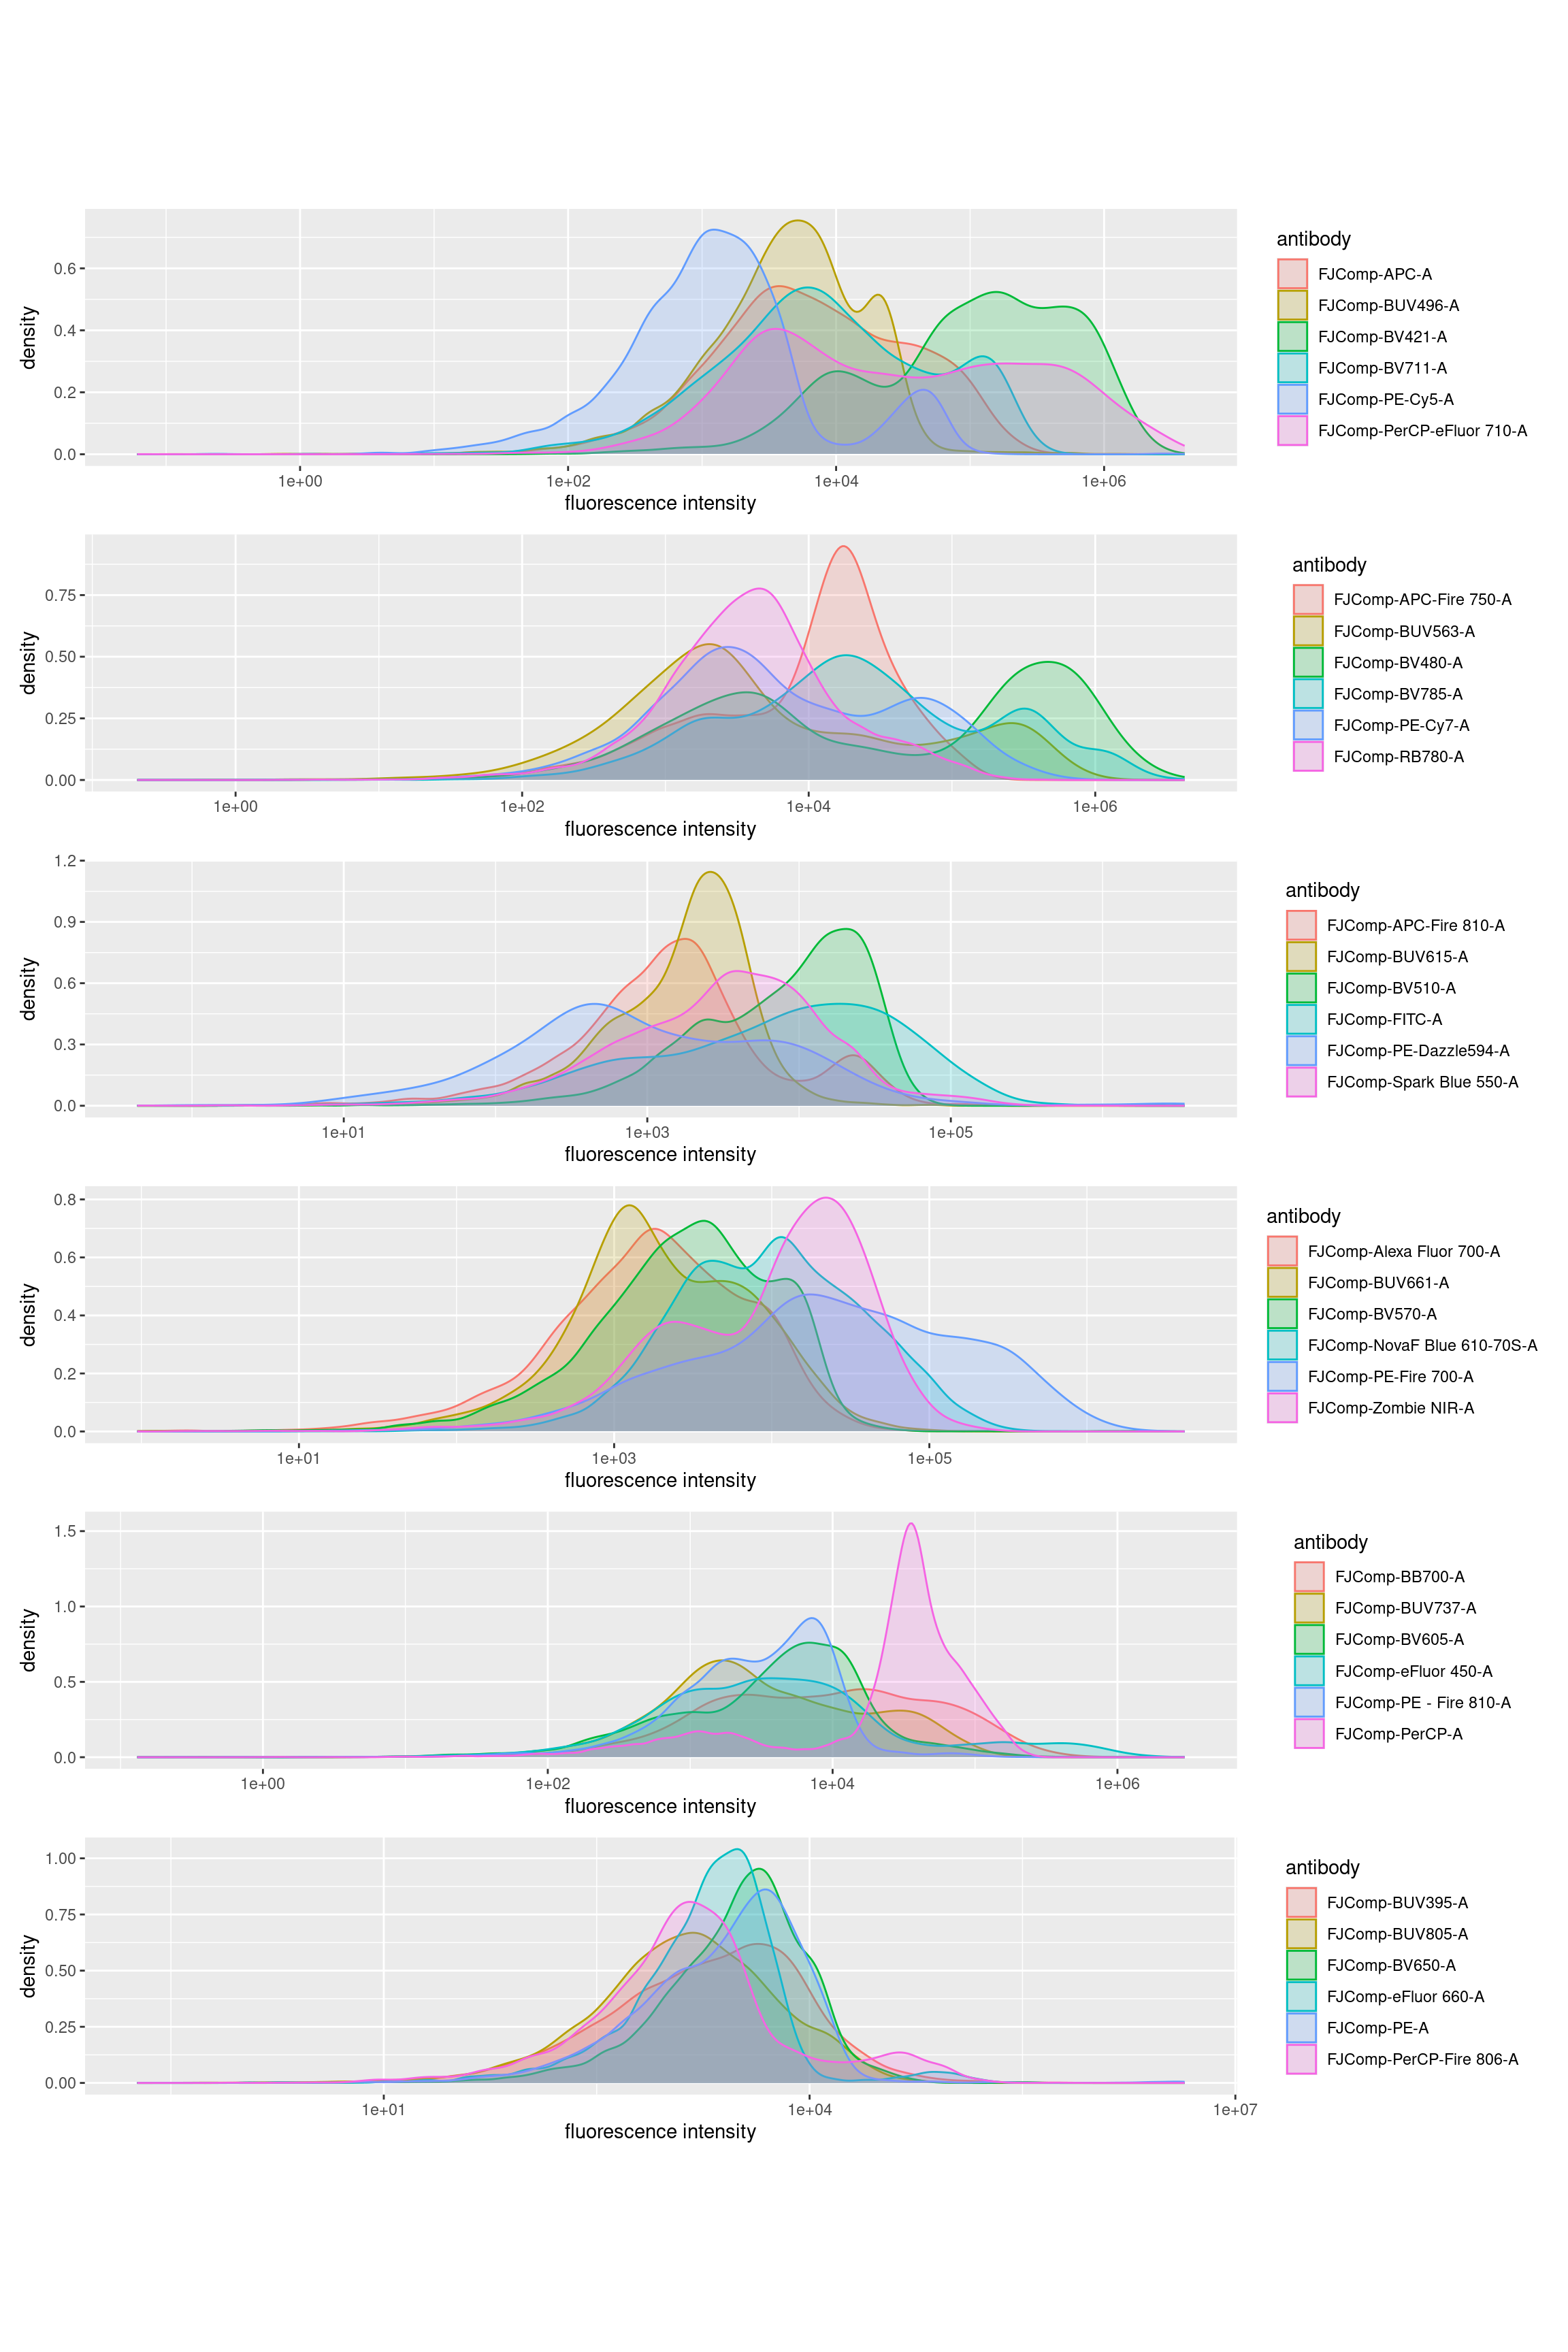 antibody
FJComp-APC-A
FJComp-BUV496-A
FJComp-BV421-A
FJComp-BV711-A
FJComp-PE-Cy5-A
FJComp-PerCP-eFluor 710-A
density
0.6
0.4
0.2
0.0
1e+00 1e+02 1e+04 1e+06
fluorescence intensity
antibody
FJComp-APC-Fire 750-A
FJComp-BUV563-A
FJComp-BV480-A
FJComp-BV785-A
FJComp-PE-Cy7-A
FJComp-RB780-A
density
0.75
0.50
0.25
0.00
1e+00 1e+02 1e+04 1e+06
fluorescence intensity
antibody
FJComp-APC-Fire 810-A
FJComp-BUV615-A
FJComp-BV510-A
FJComp-FITC-A
FJComp-PE-Dazzle594-A
FJComp-Spark Blue 550-A
density
1.2
0.9
0.6
0.3
0.0
1e+01 1e+03 1e+05
fluorescence intensity
antibody
FJComp-Alexa Fluor 700-A
FJComp-BUV661-A
FJComp-BV570-A
FJComp-NovaF Blue 610-70S-A
FJComp-PE-Fire 700-A
FJComp-Zombie NIR-A
density
0.8
0.6
0.4
0.2
0.0
1e+01 1e+03 1e+05
fluorescence intensity
antibody
FJComp-BB700-A
FJComp-BUV737-A
FJComp-BV605-A
FJComp-eFluor 450-A
FJComp-PE - Fire 810-A
FJComp-PerCP-A
density
1.5
1.0
0.5
0.0
1e+00 1e+02 1e+04 1e+06
fluorescence intensity
antibody
FJComp-BUV395-A
FJComp-BUV805-A
FJComp-BV650-A
FJComp-eFluor 660-A
FJComp-PE-A
FJComp-PerCP-Fire 806-A
density
1.00
0.75
0.50
0.25
0.00
1e+01 1e+04 1e+07
fluorescence intensity